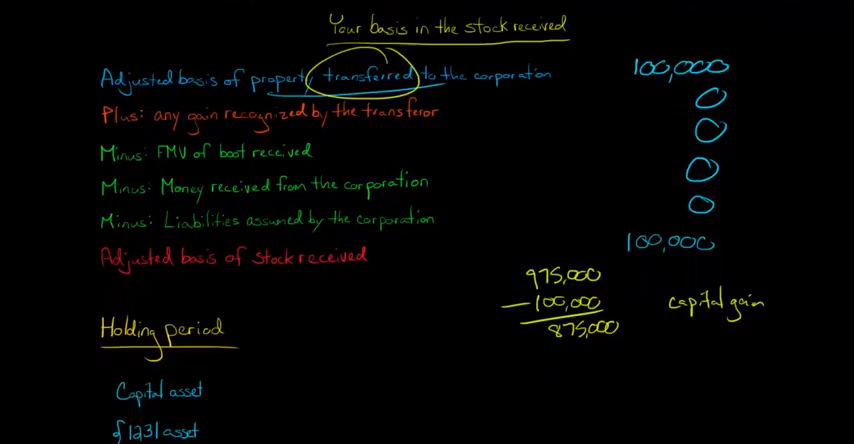 Your basis in the stock received
Adjusted basis of property transferred to the corporation 100,000
Plus: any gain recognized by the transferor 0
Minus: FMV of boot received 0
Minus: Money received from the corporation 0
Minus: Liabilities assumed by the corporation 0
Adjusted basis of stock received 100,000
975,000
— 100,000 capital gain
875,000
Holding period
Capital asset
§1231 asset